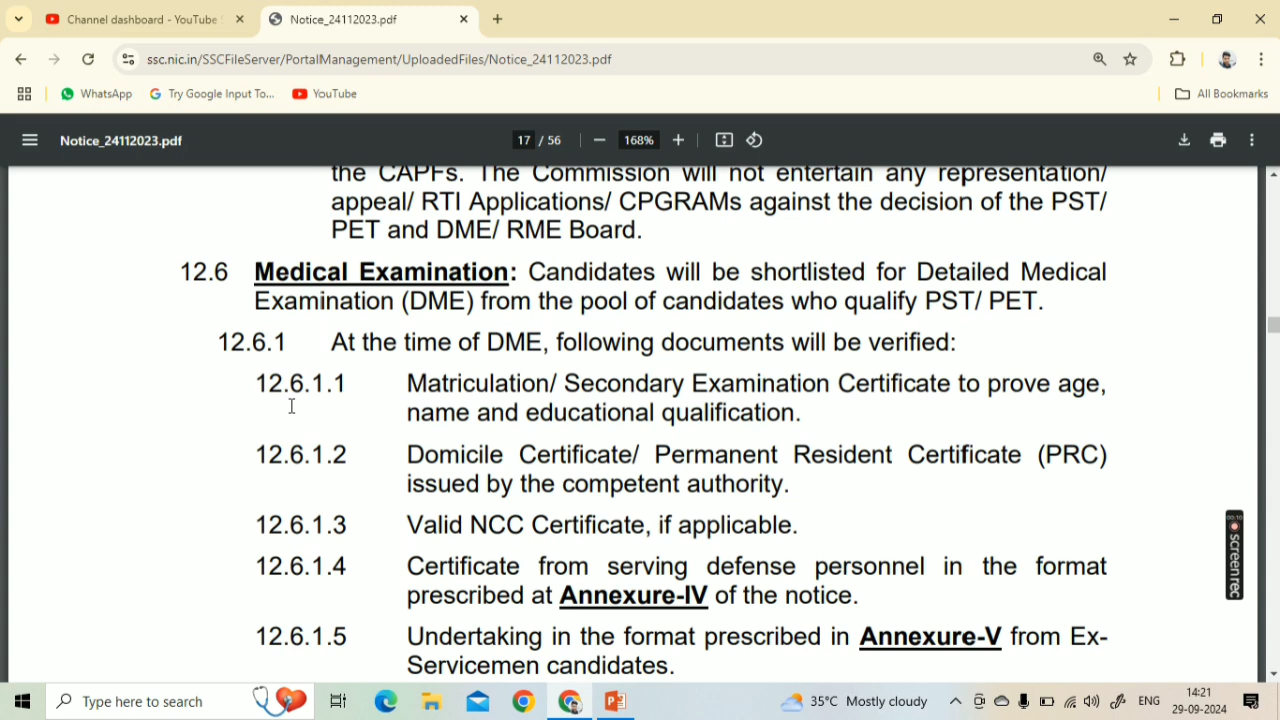 Channel dashboard - YouTube
Notice_24112023.pdf
ssc.nic.in/SSCFileServer/PortalManagement/UploadedFiles/Notice_24112023.pdf
WhatsApp
Try Google Input To...
YouTube
All Bookmarks
Notice_24112023.pdf
17 / 56
168%
the CAPFs. The Commission will not entertain any representation/
appeal/ RTI Applications/ CPGRAMs against the decision of the PST/
PET and DME/ RME Board.
12.6 Medical Examination: Candidates will be shortlisted for Detailed Medical
Examination (DME) from the pool of candidates who qualify PST/ PET.
12.6.1 At the time of DME, following documents will be verified:
12.6.1.1 Matriculation/ Secondary Examination Certificate to prove age,
name and educational qualification.
12.6.1.2 Domicile Certificate/ Permanent Resident Certificate (PRC)
issued by the competent authority.
12.6.1.3 Valid NCC Certificate, if applicable.
12.6.1.4 Certificate from serving defense personnel in the format
prescribed at Annexure-IV of the notice.
12.6.1.5 Undertaking in the format prescribed in Annexure-V from Ex-
Servicemen candidates.
screenrec
Type here to search
35°C Mostly cloudy
ENG
14:21
29-09-2024